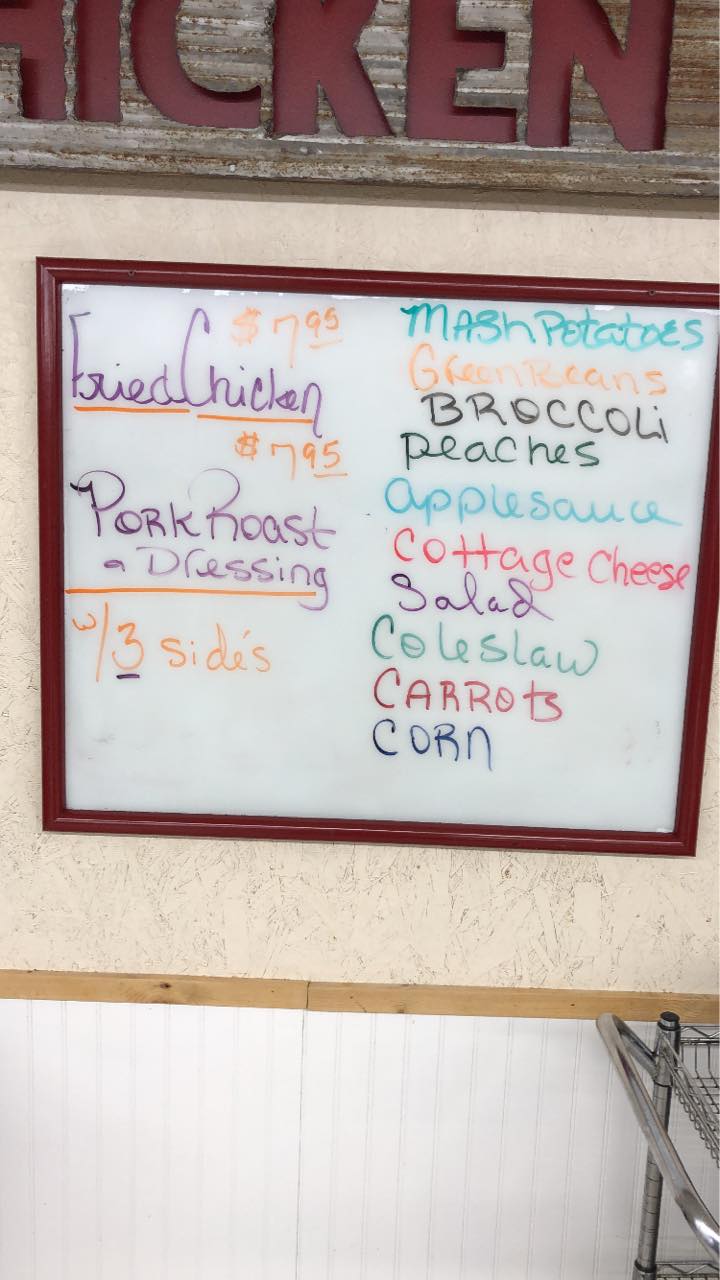 HICKEN
$7.95
Fried Chicken
$7.95
Pork Roast
a Dressing
w/3 side's
Mash Potatoes
Green Beans
BROCCOLi
peaches
applesauce
Cottage Cheese
Salad
Coleslaw
CARROts
CORn